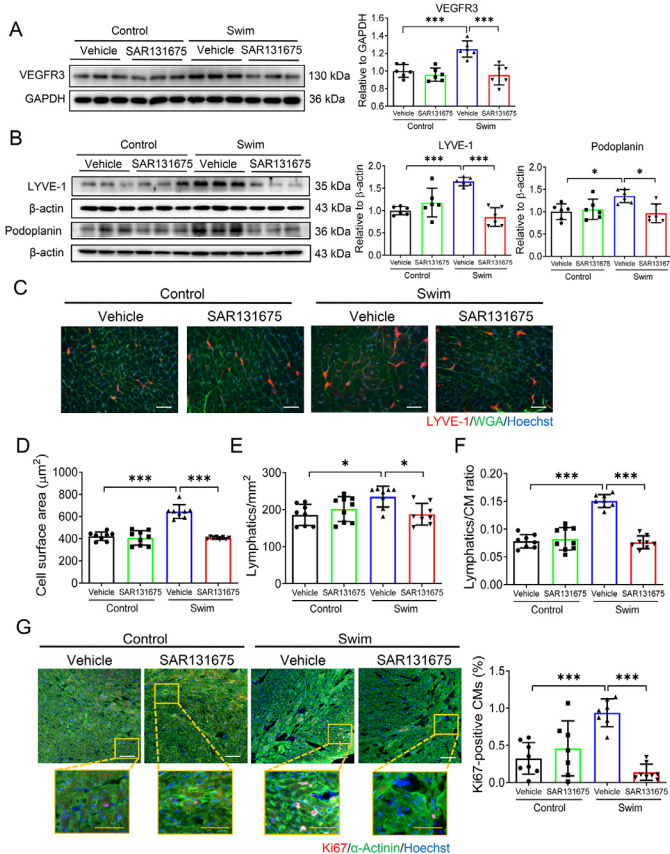 A
Control
Swim
Vehicle
SAR131675
Vehicle
SAR131675
VEGFR3
130 kDa
GAPDH
36 kDa
VEGFR3
***
***
Relative to GAPDH
1.6
1.4
1.2
1.0
0.8
0.6
Vehicle
SAR131675
Vehicle
SAR131675
Control
Swim
B
Control
Swim
Vehicle
SAR131675
Vehicle
SAR131675
LYVE-1
35 kDa
β-actin
43 kDa
Podoplanin
36 kDa
β-actin
43 kDa
LYVE-1
***
***
Relative to β-actin
2.0
1.5
1.0
0.5
0.0
Vehicle
SAR131675
Vehicle
SAR131675
Control
Swim
Podoplanin
*
*
Relative to β-actin
2.0
1.5
1.0
0.5
0.0
Vehicle
SAR131675
Vehicle
SAR131675
Control
Swim
C
Control
Swim
Vehicle
SAR131675
Vehicle
SAR131675
LYVE-1/WGA/Hoechst
D
***
***
Cell surface area (μm²)
1000
800
600
400
200
0
Vehicle
SAR131675
Vehicle
SAR131675
Control
Swim
E
*
*
Lymphatics/mm²
400
300
200
100
0
Vehicle
SAR131675
Vehicle
SAR131675
Control
Swim
F
***
***
Lymphatics/CM ratio
0.20
0.15
0.10
0.05
0.00
Vehicle
SAR131675
Vehicle
SAR131675
Control
Swim
G
Control
Swim
Vehicle
SAR131675
Vehicle
SAR131675
Ki67/α-Actinin/Hoechst
***
***
Ki67-positive CMs (%)
1.5
1.0
0.5
0.0
Vehicle
SAR131675
Vehicle
SAR131675
Control
Swim